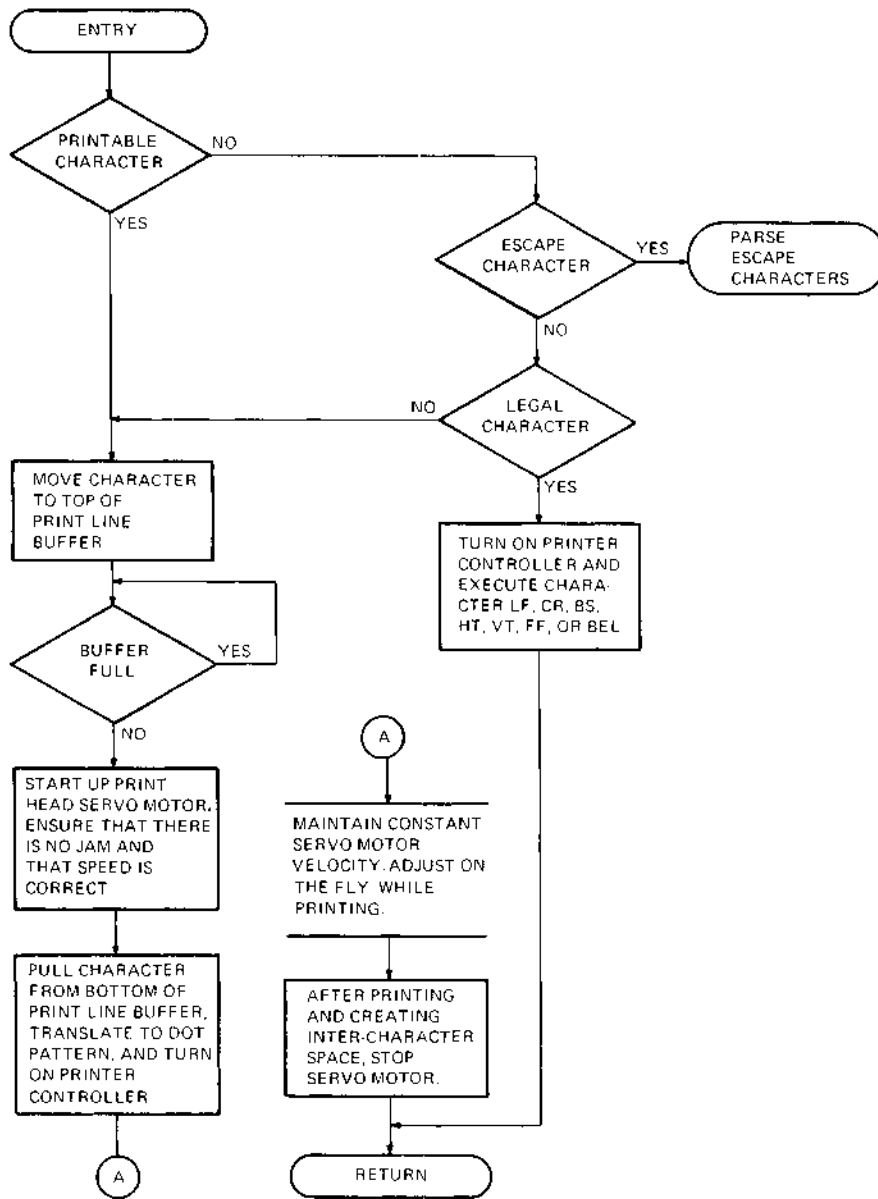 ENTRY
PRINTABLE
CHARACTER
NO
YES
ESCAPE
CHARACTER
YES
PARSE
ESCAPE
CHARACTERS
NO
LEGAL
CHARACTER
NO
YES
MOVE CHARACTER
TO TOP OF
PRINT LINE
BUFFER
TURN ON PRINTER
CONTROLLER AND
EXECUTE CHARA-
CTER LF, CR, BS,
HT, VT, FF, OR BEL
BUFFER
FULL
YES
NO
START UP PRINT
HEAD SERVO MOTOR.
ENSURE THAT THERE
IS NO JAM AND
THAT SPEED IS
CORRECT
PULL CHARACTER
FROM BOTTOM OF
PRINT LINE BUFFER,
TRANSLATE TO DOT
PATTERN, AND TURN
ON PRINTER
CONTROLLER
A
A
MAINTAIN CONSTANT
SERVO MOTOR
VELOCITY. ADJUST ON
THE FLY WHILE
PRINTING.
AFTER PRINTING
AND CREATING
INTER-CHARACTER
SPACE, STOP
SERVO MOTOR.
RETURN